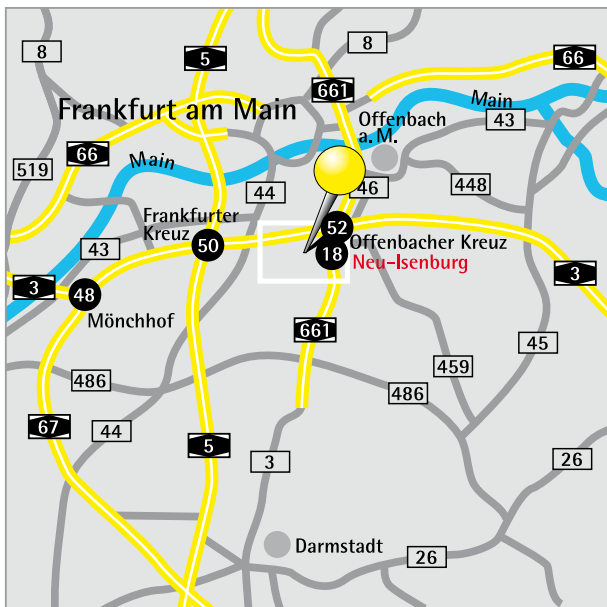 8
5
8
66
661
Frankfurt am Main
Main
Offenbach
a. M.
43
66
519
Main
44
46
448
Frankfurter
Kreuz
43
50
52
Offenbacher Kreuz
18
Neu-Isenburg
3
48
3
Mönchhof
661
45
486
459
486
67
44
5
3
26
Darmstadt
26